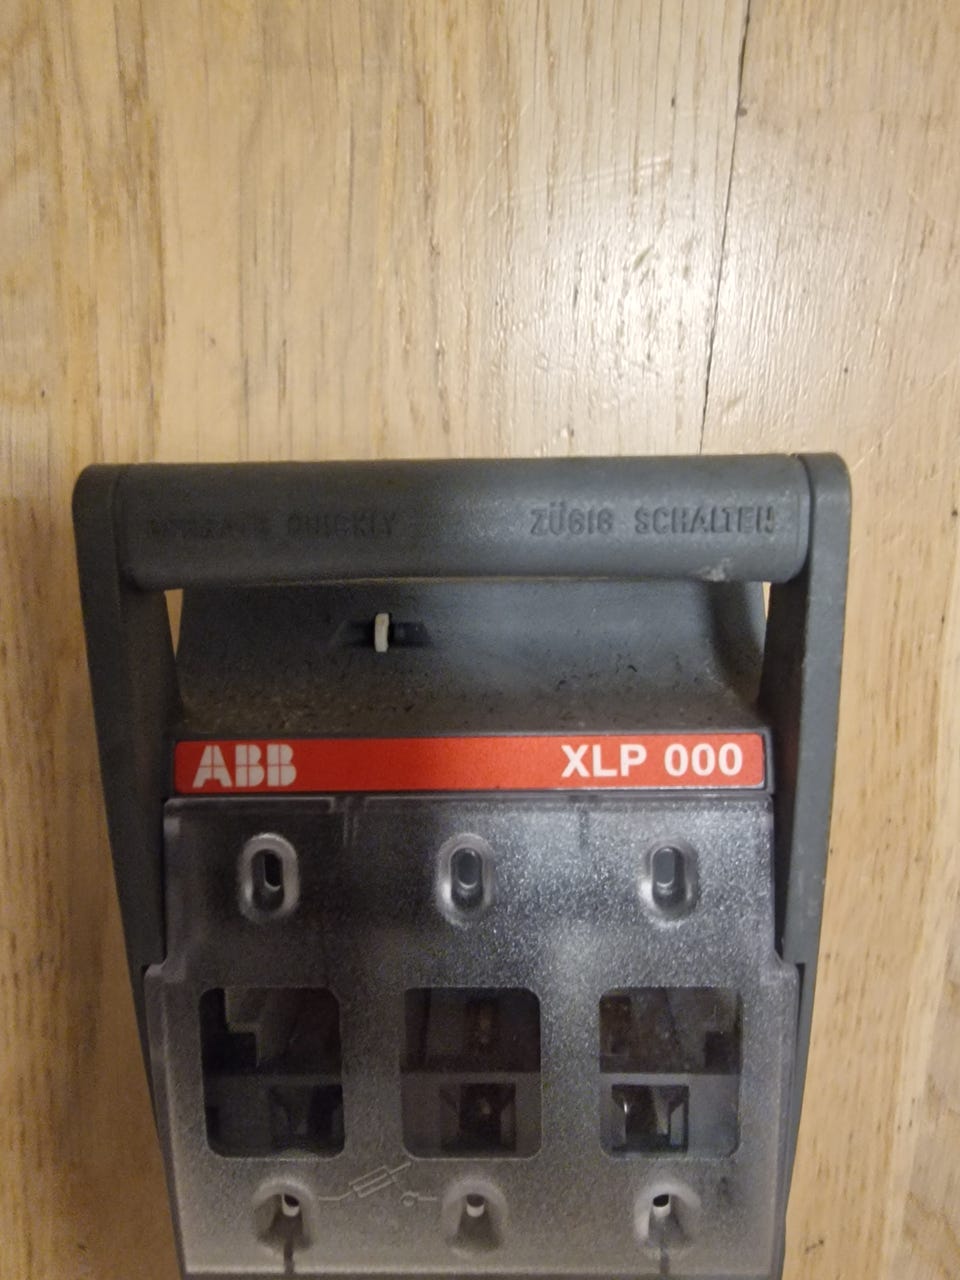 OPERATE QUICKLY ZÜGIG SCHALTEN
ABB XLP 000